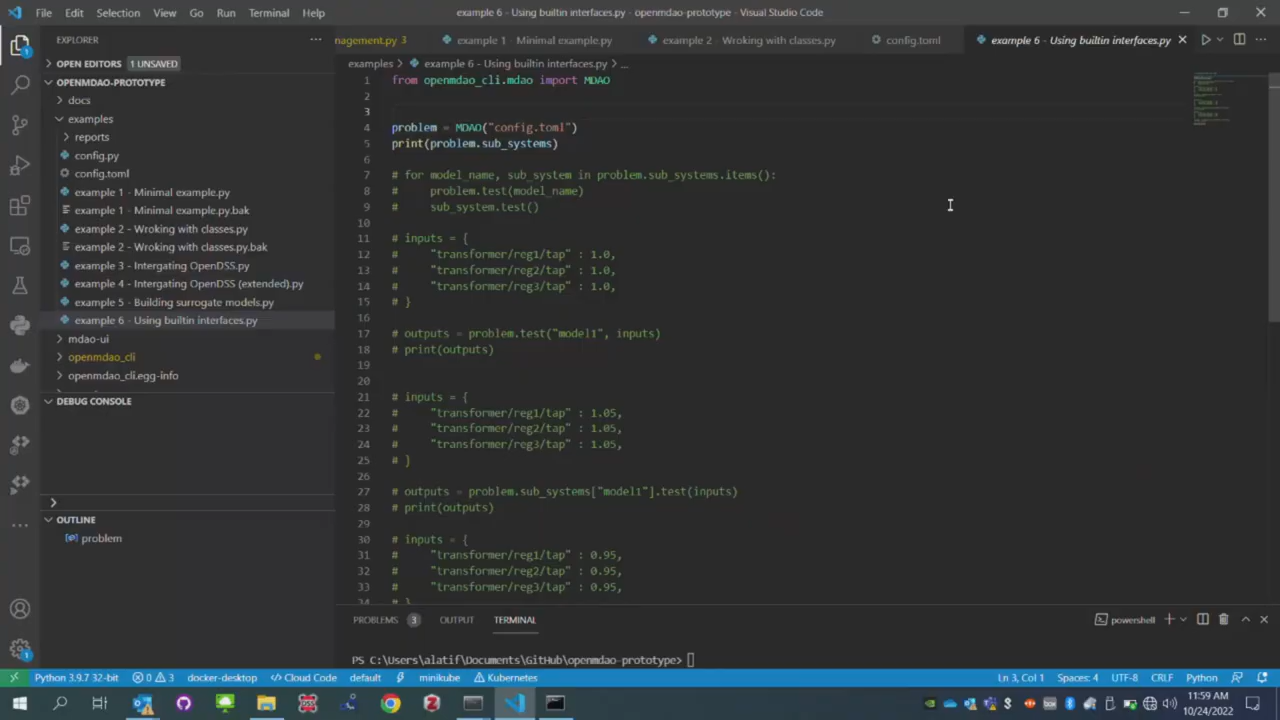 File Edit Selection View Go Run Terminal Help
example 6 - Using builtin interfaces.py - openmdao-prototype - Visual Studio Code
EXPLORER
nagement.py 3
example 1 - Minimal example.py
example 2 - Wroking with classes.py
config.toml
example 6 - Using builtin interfaces.py
OPEN EDITORS 1 UNSAVED
OPENMDAO-PROTOTYPE
docs
examples
reports
config.py
config.toml
example 1 - Minimal example.py
example 1 - Minimal example.py.bak
example 2 - Wroking with classes.py
example 2 - Wroking with classes.py.bak
example 3 - Intergating OpenDSS.py
example 4 - Intergating OpenDSS (extended).py
example 5 - Building surrogate models.py
example 6 - Using builtin interfaces.py
mdao-ui
openmdao_cli
openmdao_cli.egg-info
DEBUG CONSOLE
OUTLINE
problem
examples > example 6 - Using builtin interfaces.py > ...
1 from openmdao_cli.mdao import MDAO
2
3
4 problem = MDAO("config.toml")
5 print(problem.sub_systems)
6
7 # for model_name, sub_system in problem.sub_systems.items():
8 #     problem.test(model_name)
9 #     sub_system.test()
10
11 # inputs = {
12 #     "transformer/reg1/tap" : 1.0,
13 #     "transformer/reg2/tap" : 1.0,
14 #     "transformer/reg3/tap" : 1.0,
15 # }
16
17 # outputs = problem.test("model1", inputs)
18 # print(outputs)
19
20
21 # inputs = {
22 #     "transformer/reg1/tap" : 1.05,
23 #     "transformer/reg2/tap" : 1.05,
24 #     "transformer/reg3/tap" : 1.05,
25 # }
26
27 # outputs = problem.sub_systems["model1"].test(inputs)
28 # print(outputs)
29
30 # inputs = {
31 #     "transformer/reg1/tap" : 0.95,
32 #     "transformer/reg2/tap" : 0.95,
33 #     "transformer/reg3/tap" : 0.95,
34 # }
PROBLEMS 3 OUTPUT TERMINAL
powershell
PS C:\Users\alatif\Documents\GitHub\openmdao-prototype>
Python 3.9.7 32-bit 0 3 docker-desktop Cloud Code default minikube Kubernetes
Ln 3, Col 1 Spaces: 4 UTF-8 CRLF Python
11:59 AM
10/24/2022